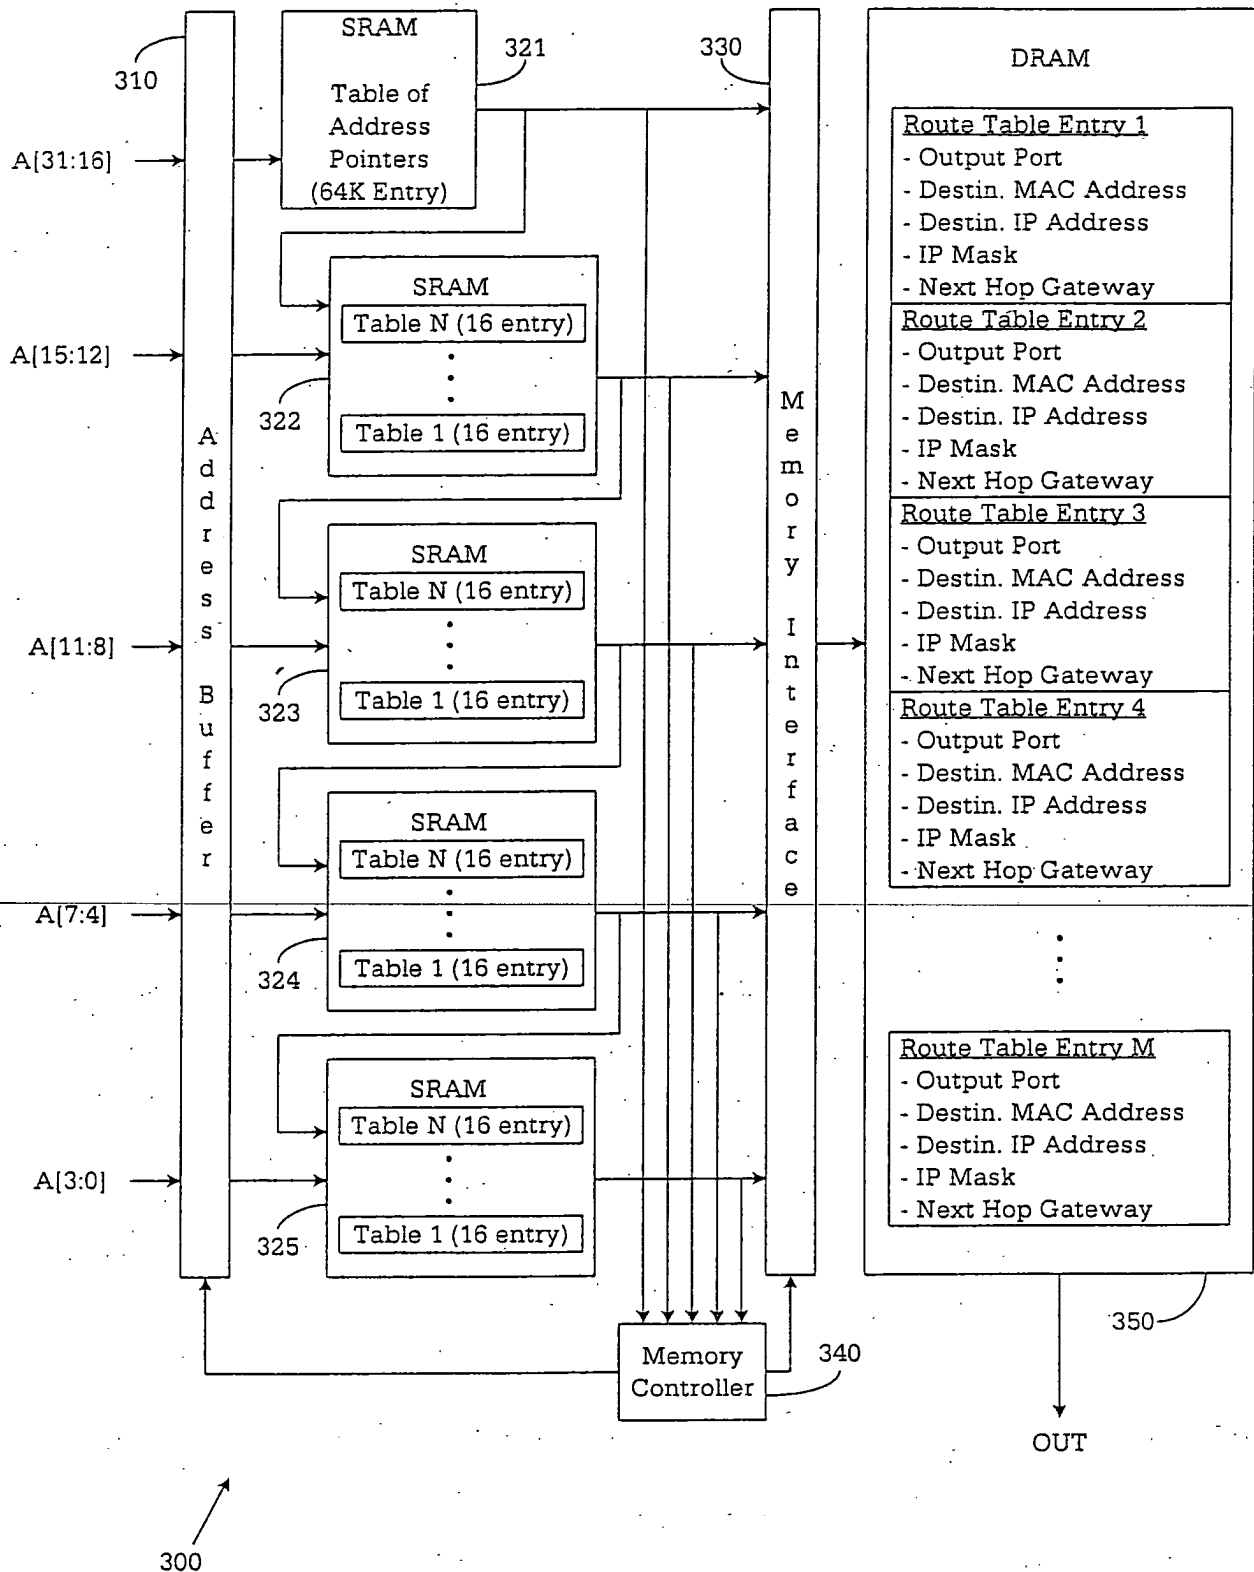 310
A[31:16]
A[15:12]
A[11:8]
A[7:4]
A[3:0]
Address Buffer
SRAM
Table of
Address
Pointers
(64K Entry)
321
SRAM
Table N (16 entry)
Table 1 (16 entry)
322
SRAM
Table N (16 entry)
Table 1 (16 entry)
323
SRAM
Table N (16 entry)
Table 1 (16 entry)
324
SRAM
Table N (16 entry)
Table 1 (16 entry)
325
330
Memory Interface
Memory
Controller
340
DRAM
Route Table Entry 1
- Output Port
- Destin. MAC Address
- Destin. IP Address
- IP Mask
- Next Hop Gateway
Route Table Entry 2
- Output Port
- Destin. MAC Address
- Destin. IP Address
- IP Mask
- Next Hop Gateway
Route Table Entry 3
- Output Port
- Destin. MAC Address
- Destin. IP Address
- IP Mask
- Next Hop Gateway
Route Table Entry 4
- Output Port
- Destin. MAC Address
- Destin. IP Address
- IP Mask
- Next Hop Gateway
Route Table Entry M
- Output Port
- Destin. MAC Address
- Destin. IP Address
- IP Mask
- Next Hop Gateway
350
OUT
300